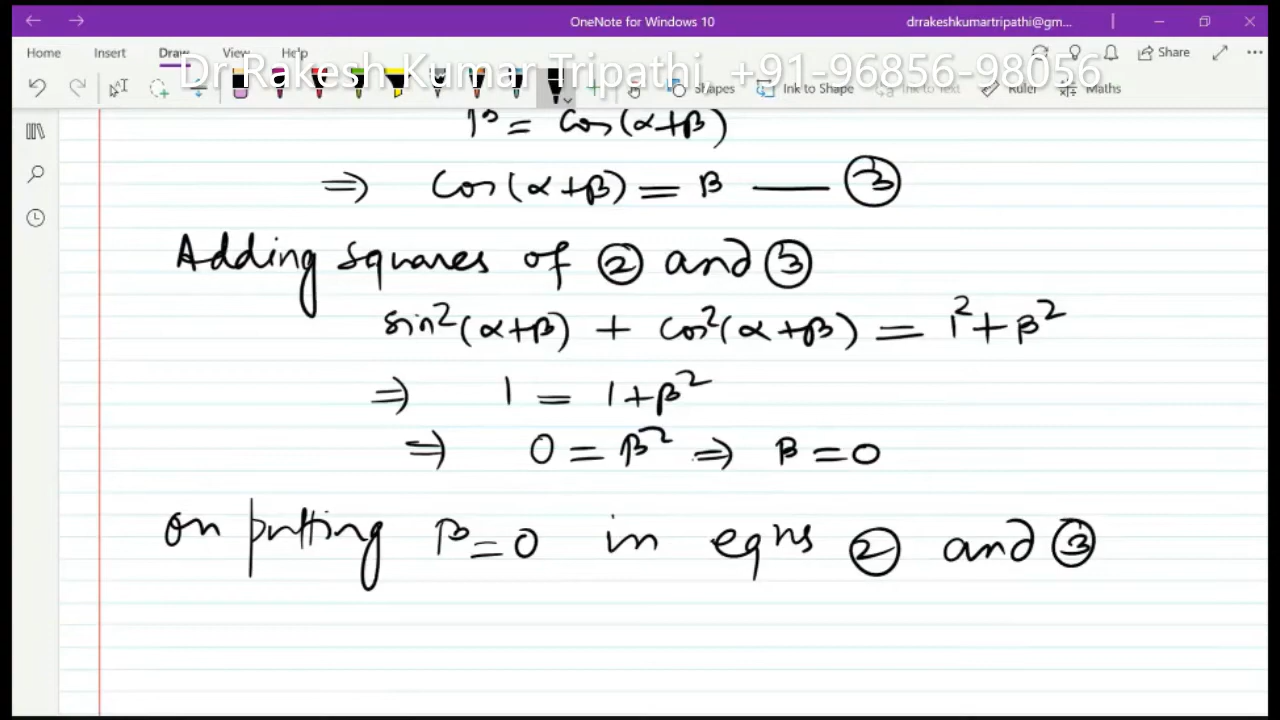 OneNote for Windows 10
drrakeshkumartripathi@gm...
Home Insert Draw View Help
Share
Dr Rakesh Kumar Tripathi +91-96856-98056
Shapes Ink to Shape Ink to Text Ruler Maths
β = cos(α+β)
⇒ cos(α+β) = β — ③
Adding squares of ② and ③
sin²(α+β) + cos²(α+β) = 1²+β²
⇒ 1 = 1+β²
⇒ 0 = β² ⇒ β = 0
on putting β = 0 in eqns ② and ③